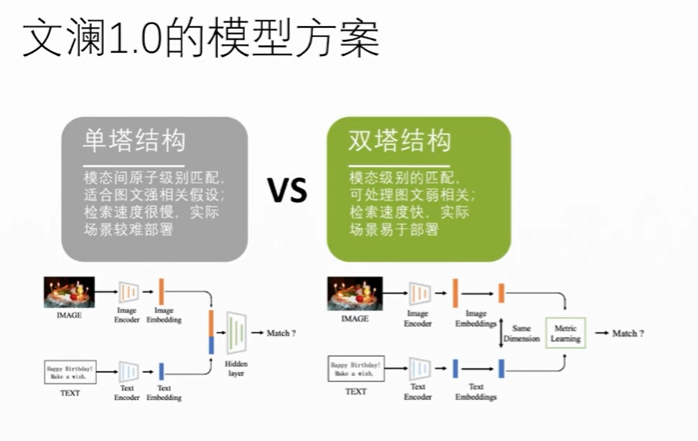 文澜1.0的模型方案
单塔结构
模态间原子级别匹配，
适合图文强相关假设；
检索速度很慢，实际
场景较难部署
VS
双塔结构
模态级别的匹配，
可处理图文弱相关；
检索速度快，实际
场景易于部署
IMAGE
Image
Encoder
Image
Embedding
Happy Birthday!
Make a wish.
TEXT
Text
Encoder
Text
Embedding
Hidden
layer
Match ?
IMAGE
Image
Encoder
Image
Embeddings
Same
Dimension
Metric
Learning
Match ?
Happy Birthday!
Make a wish.
TEXT
Text
Encoder
Text
Embeddings